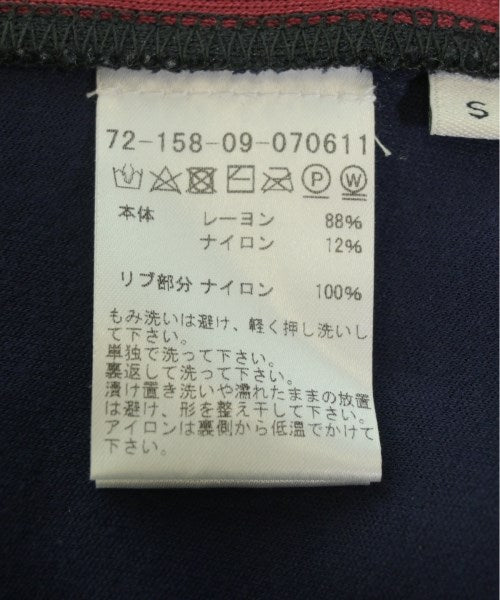 72-158-09-070611
S
P W
本体 レーヨン 88%
ナイロン 12%
リブ部分 ナイロン 100%
もみ洗いは避け、軽く押し洗いし
て下さい。
単独で洗って下さい。
裏返して洗って下さい。
漬け置き洗いや濡れたままの放置
は避け、形を整え干して下さい。
アイロンは裏側から低温でかけて
下さい。